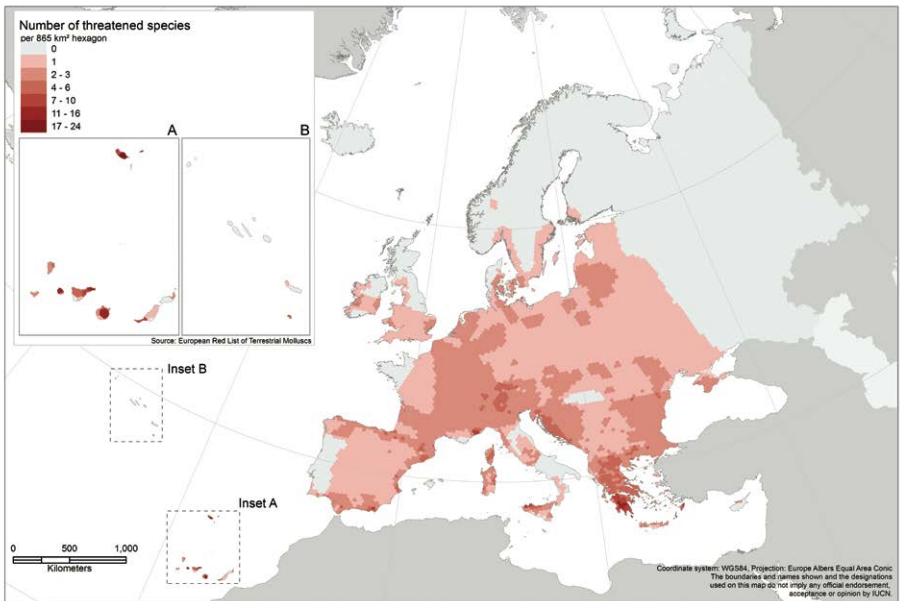 Number of threatened species
per 865 km² hexagon
0
1
2 - 3
4 - 6
7 - 10
11 - 16
17 - 24
A
B
Source: European Red List of Terrestrial Molluscs
Inset B
Inset A
0 500 1,000
Kilometers
Coordinate system: WGS84, Projection: Europe Albers Equal Area Conic
The boundaries and names shown and the designations
used on this map do not imply any official endorsement,
acceptance or opinion by IUCN.